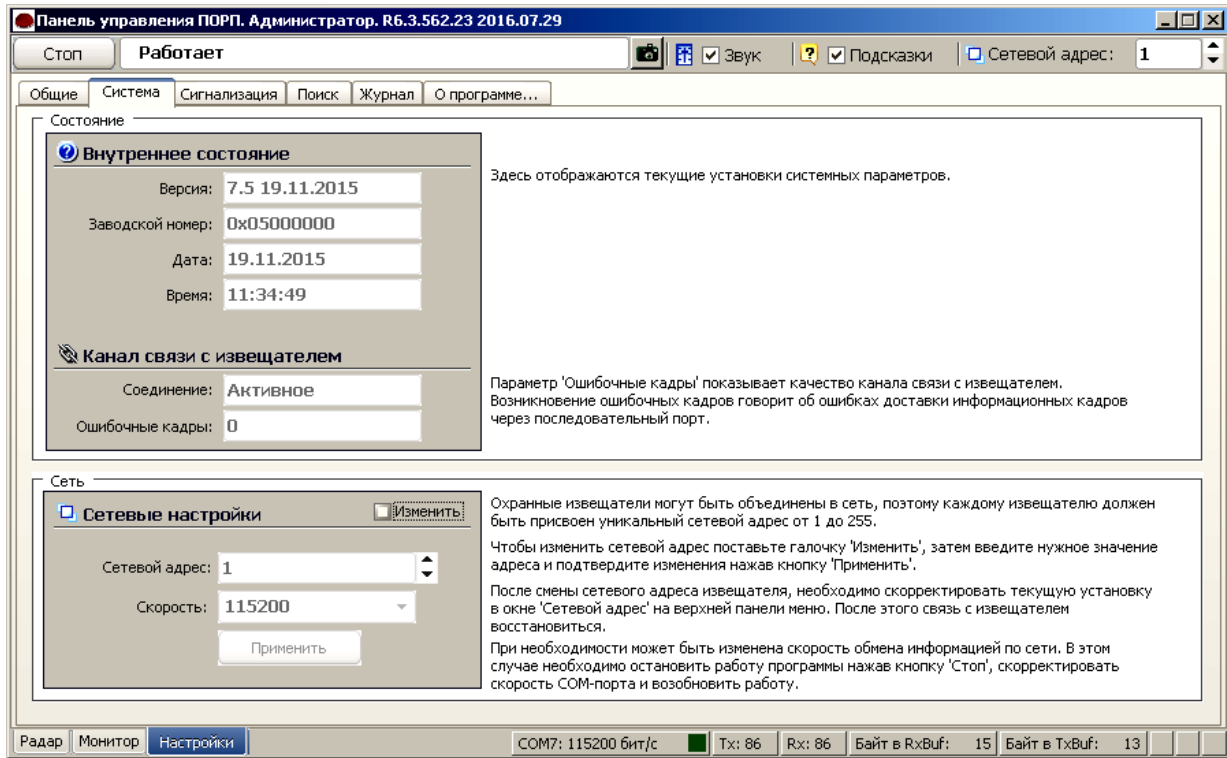 Панель управления ПОРП. Администратор. R6.3.562.23 2016.07.29
Стоп Работает Звук Подсказки Сетевой адрес: 1
Общие Система Сигнализация Поиск Журнал О программе...
Состояние
Внутреннее состояние
Версия: 7.5 19.11.2015
Здесь отображаются текущие установки системных параметров.
Заводской номер: 0x05000000
Дата: 19.11.2015
Время: 11:34:49
Канал связи с извещателем
Соединение: Активное
Ошибочные кадры: 0
Параметр 'Ошибочные кадры' показывает качество канала связи с извещателем.
Возникновение ошибочных кадров говорит об ошибках доставки информационных кадров
через последовательный порт.
Сеть
Сетевые настройки Изменить
Сетевой адрес: 1
Скорость: 115200
Применить
Охранные извещатели могут быть объединены в сеть, поэтому каждому извещателю должен
быть присвоен уникальный сетевой адрес от 1 до 255.
Чтобы изменить сетевой адрес поставьте галочку 'Изменить', затем введите нужное значение
адреса и подтвердите изменения нажав кнопку 'Применить'.
После смены сетевого адреса извещателя, необходимо скорректировать текущую установку
в окне 'Сетевой адрес' на верхней панели меню. После этого связь с извещателем
восстановиться.
При необходимости может быть изменена скорость обмена информацией по сети. В этом
случае необходимо остановить работу программы нажав кнопку 'Стоп', скорректировать
скорость COM-порта и возобновить работу.
Радар Монитор Настройки COM7: 115200 бит/с Tx: 86 Rx: 86 Байт в RxBuf: 15 Байт в TxBuf: 13